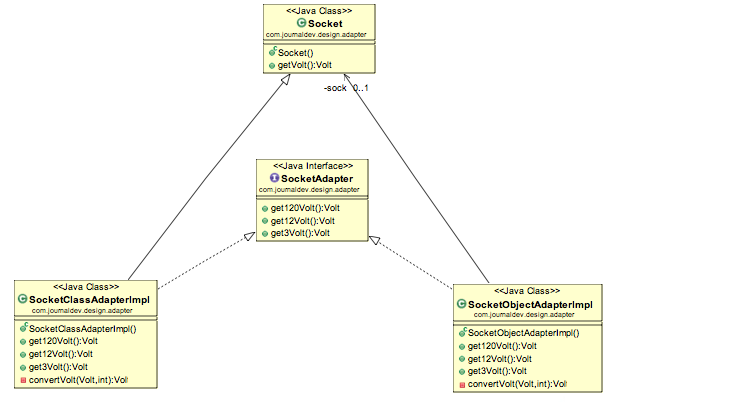 <<Java Class>>
Socket
com.journaldev.design.adapter
Socket()
getVolt():Volt
-sock 0..1
<<Java Interface>>
SocketAdapter
com.journaldev.design.adapter
get120Volt():Volt
get12Volt():Volt
get3Volt():Volt
<<Java Class>>
SocketClassAdapterImpl
com.journaldev.design.adapter
SocketClassAdapterImpl()
get120Volt():Volt
get12Volt():Volt
get3Volt():Volt
convertVolt(Volt,int):Volt
<<Java Class>>
SocketObjectAdapterImpl
com.journaldev.design.adapter
SocketObjectAdapterImpl()
get120Volt():Volt
get12Volt():Volt
get3Volt():Volt
convertVolt(Volt,int):Volt